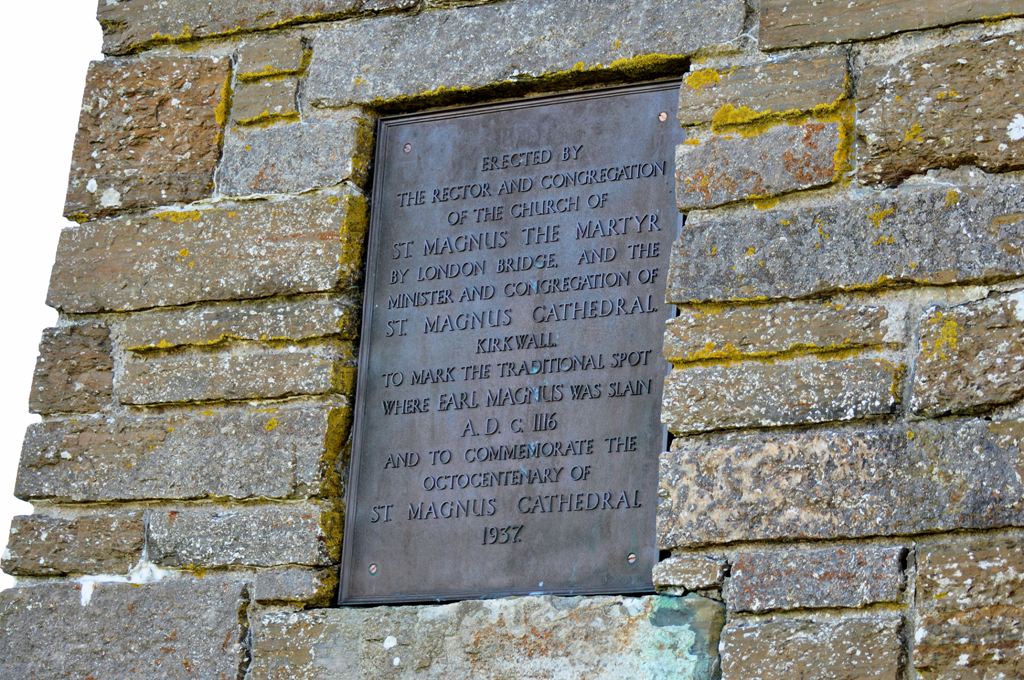 ERECTED BY
THE RECTOR AND CONGREGATION
OF THE CHURCH OF
ST. MAGNUS THE MARTYR
BY LONDON BRIDGE, AND THE
MINISTER AND CONGREGATION OF
ST. MAGNUS CATHEDRAL,
KIRKWALL,
TO MARK THE TRADITIONAL SPOT
WHERE EARL MAGNUS WAS SLAIN
A. D. C. 1116
AND TO COMMEMORATE THE
OCTOCENTENARY OF
ST. MAGNUS CATHEDRAL
1937.